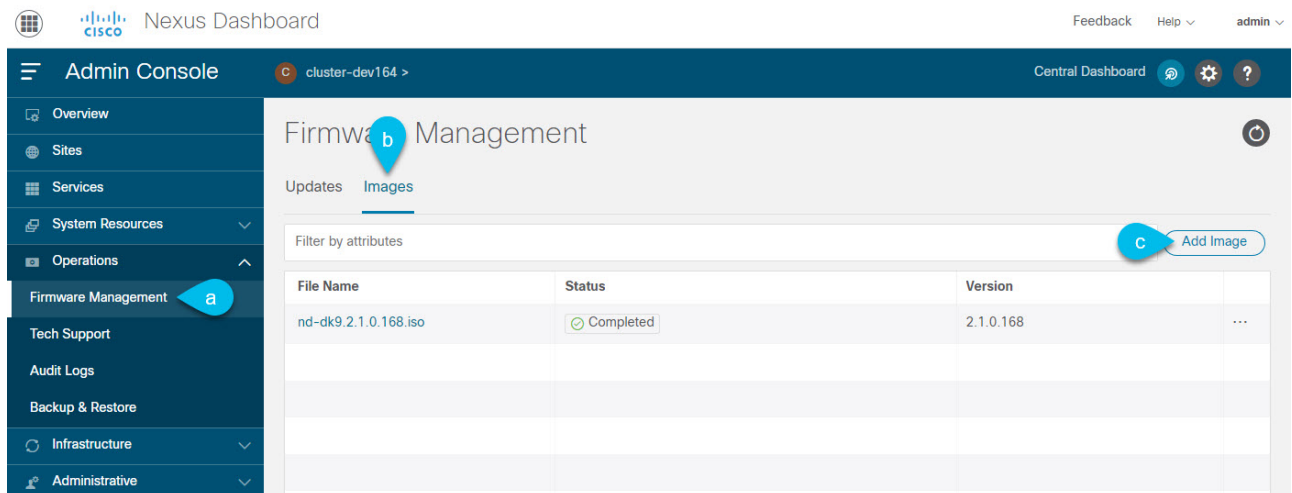 CISCO Nexus Dashboard Feedback Help admin
Admin Console C cluster-dev164 > Central Dashboard ?
Overview
Sites
Services
System Resources
Operations
Firmware Management a
Tech Support
Audit Logs
Backup & Restore
Infrastructure
Administrative
Management
b
Updates Images
Filter by attributes c Add Image
File Name Status Version
nd-dk9.2.1.0.168.iso Completed 2.1.0.168 ...